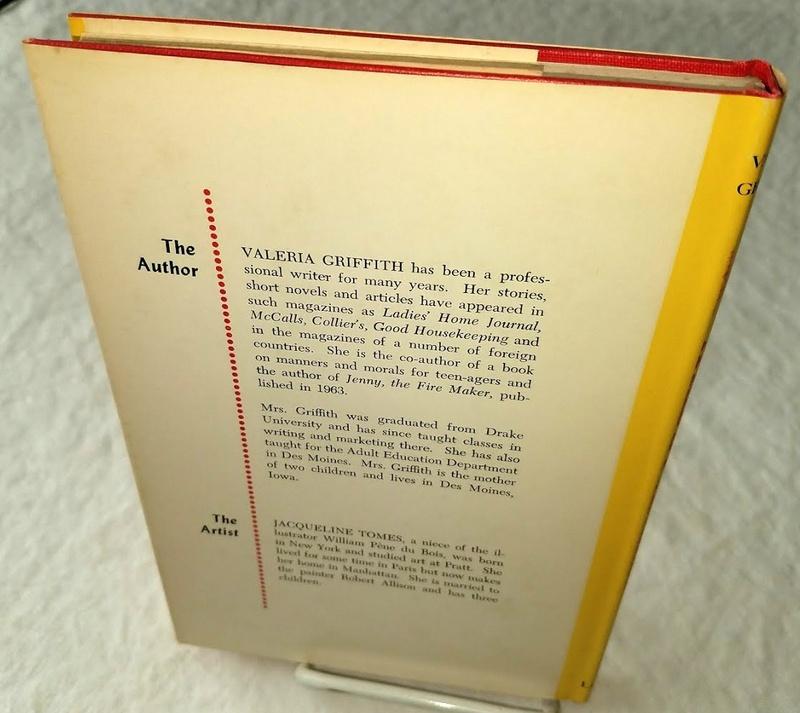 The
Author
VALERIA GRIFFITH has been a profes-
sional writer for many years. Her stories,
short novels and articles have appeared in
such magazines as Ladies' Home Journal,
McCalls, Collier's, Good Housekeeping and
in the magazines of a number of foreign
countries. She is the co-author of a book
on manners and morals for teen-agers and
the author of Jenny, the Fire Maker, pub-
lished in 1963.
Mrs. Griffith was graduated from Drake
University and has since taught classes in
writing and marketing there. She has also
taught for the Adult Education Department
in Des Moines. Mrs. Griffith is the mother
of two children and lives in Des Moines,
Iowa.
The
Artist
JACQUELINE TOMES, a niece of the il-
lustrator William Pène du Bois, was born
in New York and studied art at Pratt. She
lived for some time in Paris but now makes
her home in Manhattan. She is married to
the painter Robert Allison and has three
children.